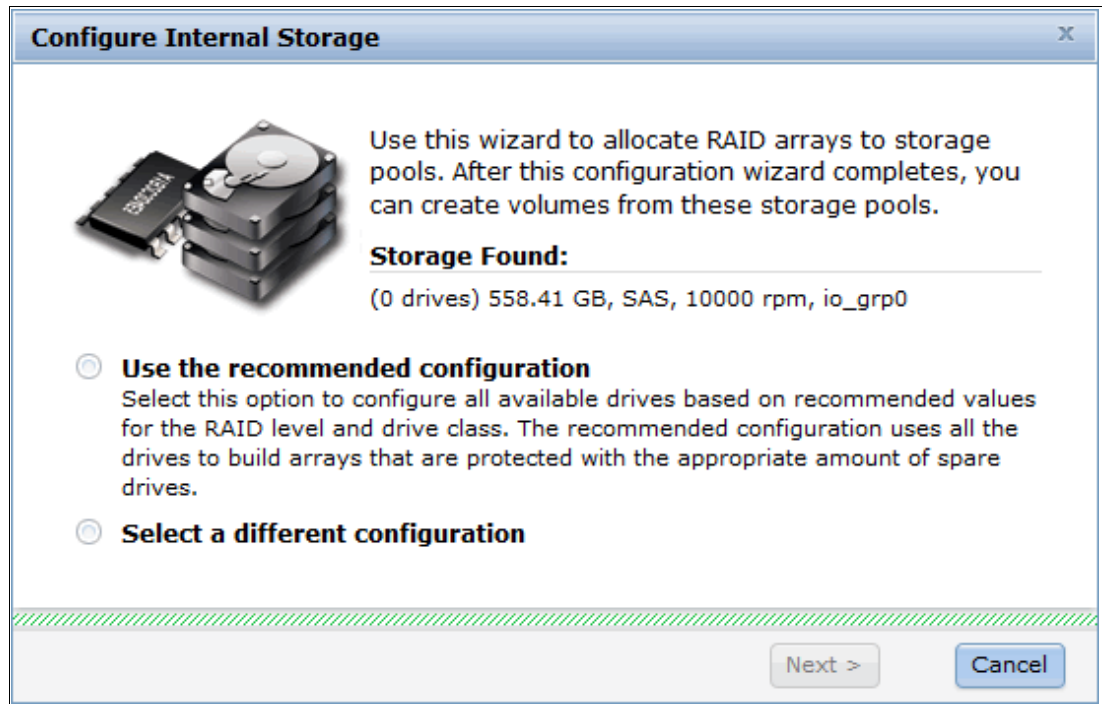 Configure Internal Storage
x
Use this wizard to allocate RAID arrays to storage
pools. After this configuration wizard completes, you
can create volumes from these storage pools.
Storage Found:
(0 drives) 558.41 GB, SAS, 10000 rpm, io_grp0
Use the recommended configuration
Select this option to configure all available drives based on recommended values
for the RAID level and drive class. The recommended configuration uses all the
drives to build arrays that are protected with the appropriate amount of spare
drives.
Select a different configuration
Next >
Cancel